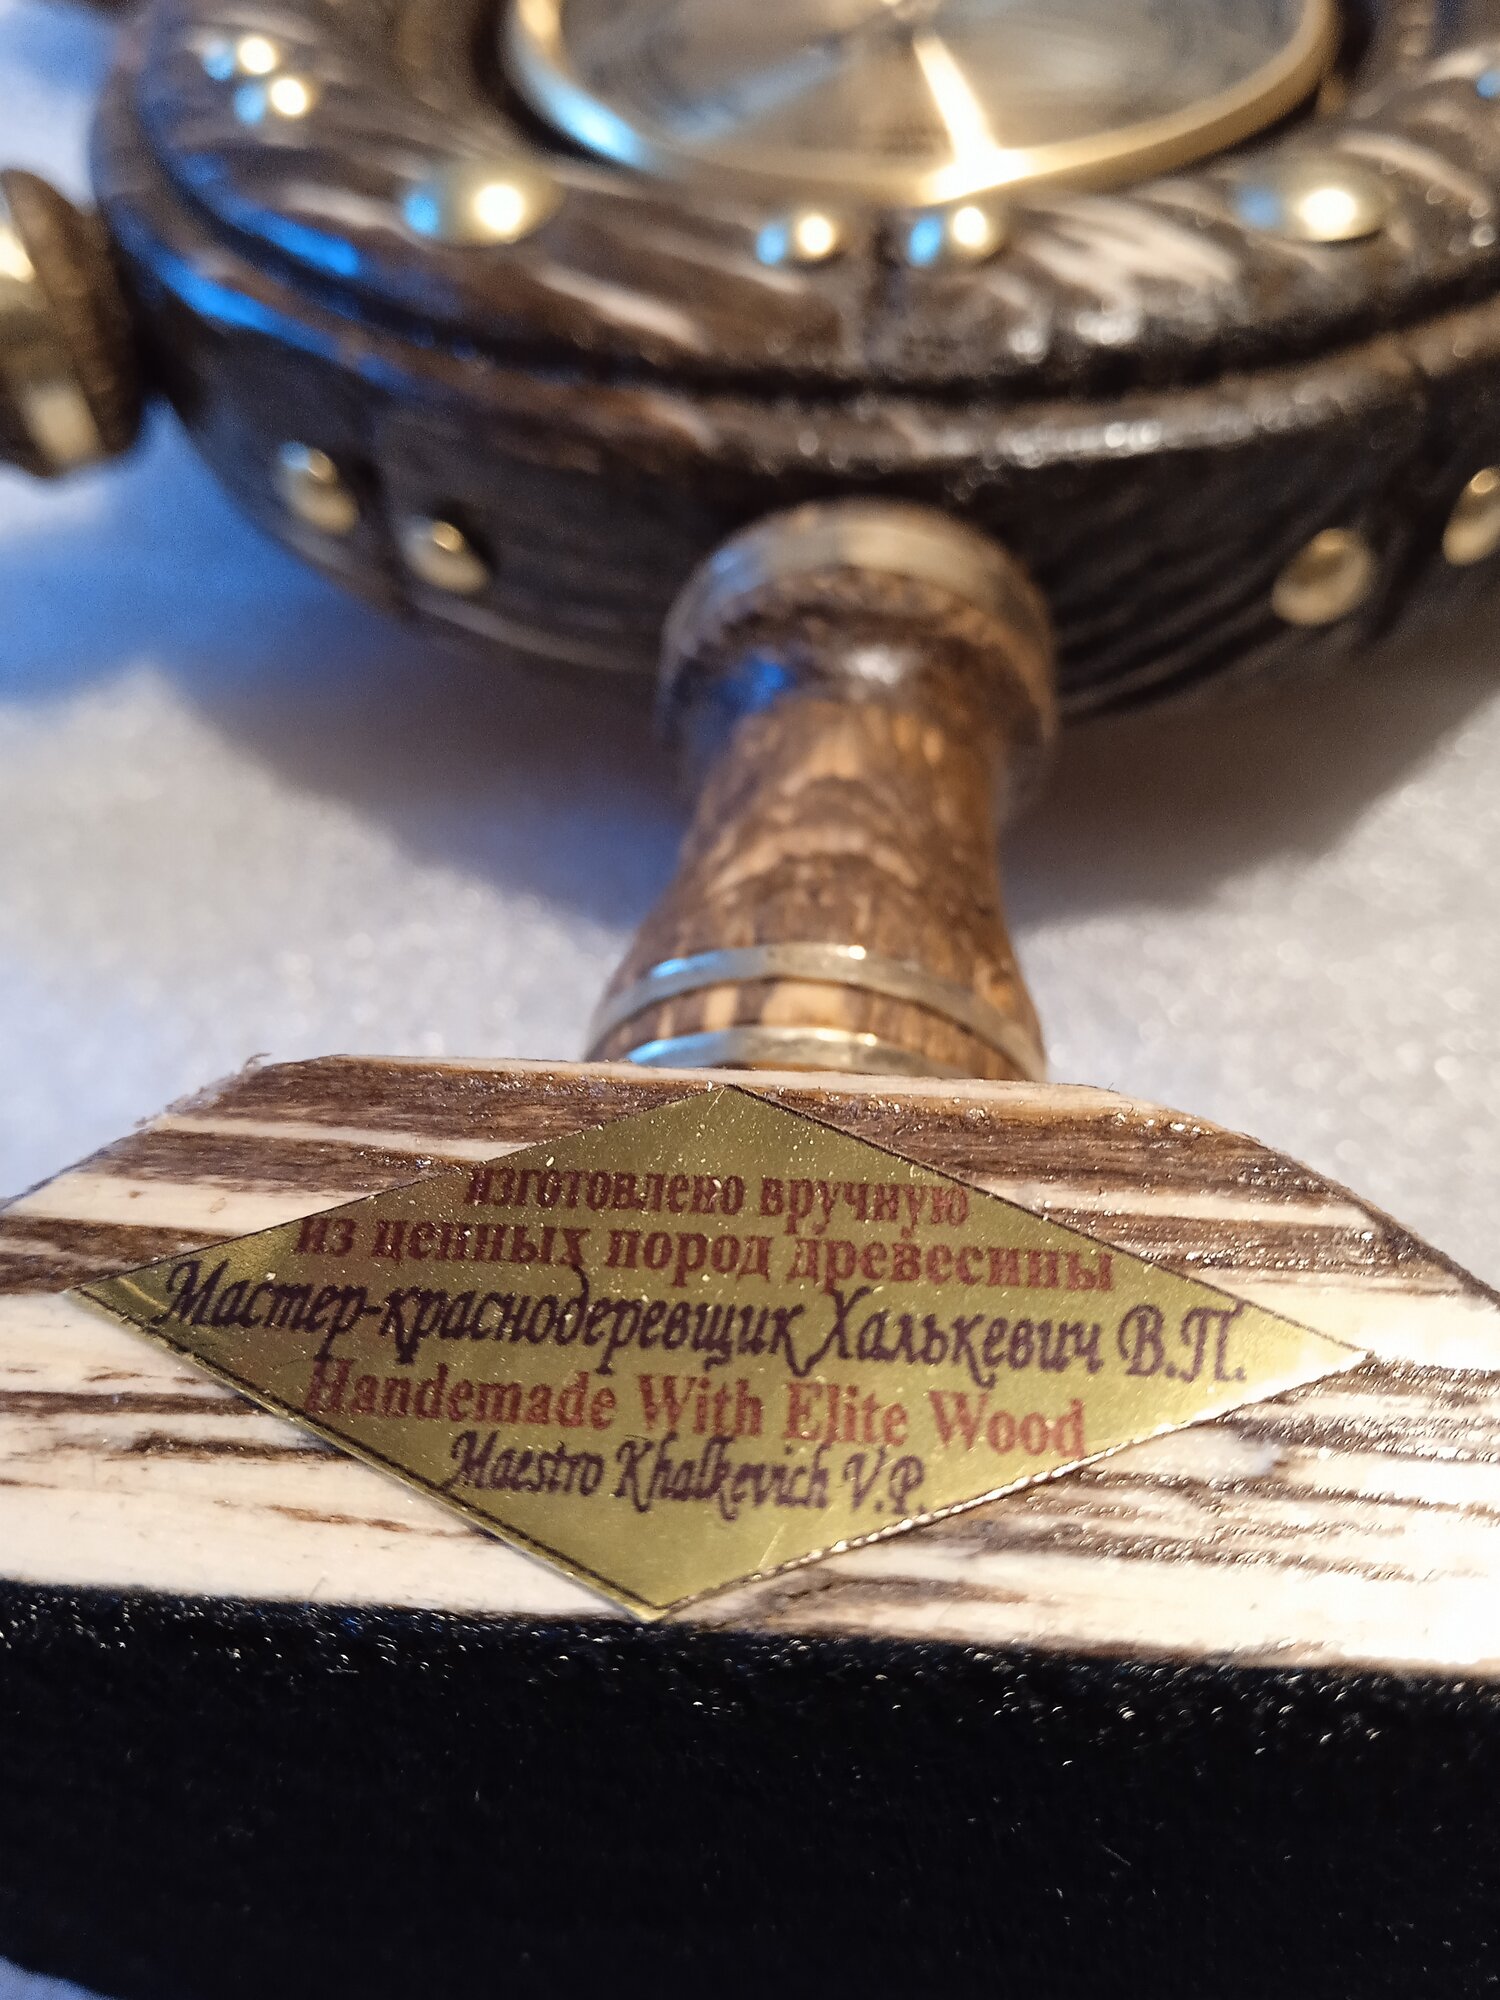 изготовлено вручную
из ценных пород древесины
Мастер-краснодеревщик Халькевич В.П.
Handemade With Elite Wood
Maestro Khalkevich V.P.